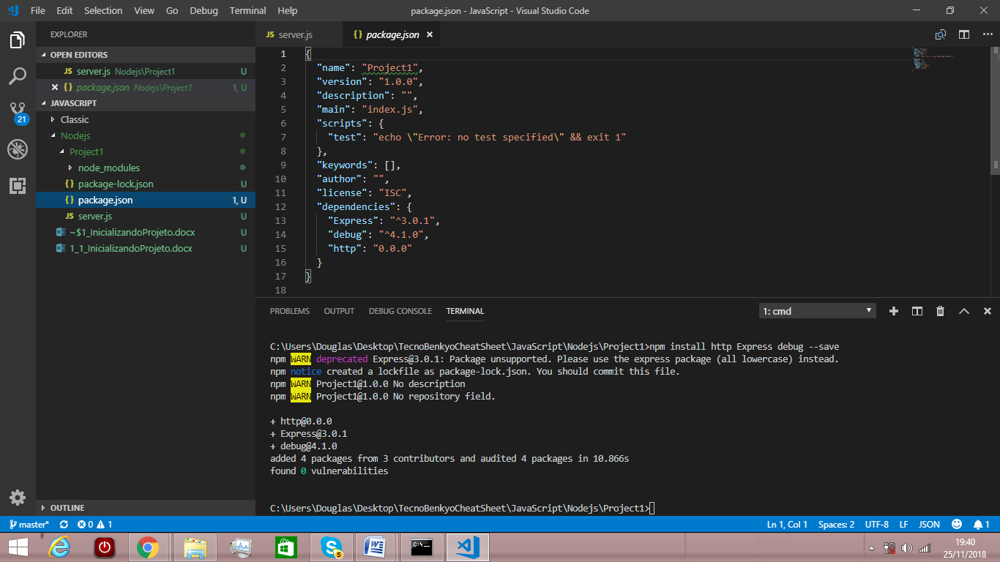 File Edit Selection View Go Debug Terminal Help
package.json - JavaScript - Visual Studio Code
EXPLORER
OPEN EDITORS
JS server.js Nodejs\Project1 U
{} package.json Nodejs\Project1 1, U
JAVASCRIPT
Classic
Nodejs
Project1
node_modules
{} package-lock.json U
{} package.json 1, U
JS server.js U
~$1_InicializandoProjeto.docx U
1_1_InicializandoProjeto.docx U
OUTLINE
21
JS server.js
{} package.json
1 {
2 "name": "Project1",
3 "version": "1.0.0",
4 "description": "",
5 "main": "index.js",
6 "scripts": {
7 "test": "echo \"Error: no test specified\" && exit 1"
8 },
9 "keywords": [],
10 "author": "",
11 "license": "ISC",
12 "dependencies": {
13 "Express": "^3.0.1",
14 "debug": "^4.1.0",
15 "http": "0.0.0"
16 }
17 }
18
PROBLEMS OUTPUT DEBUG CONSOLE TERMINAL
1: cmd
C:\Users\Douglas\Desktop\TecnoBenkyoCheatSheet\JavaScript\Nodejs\Project1>npm install http Express debug --save
npm WARN deprecated Express@3.0.1: Package unsupported. Please use the express package (all lowercase) instead.
npm notice created a lockfile as package-lock.json. You should commit this file.
npm WARN Project1@1.0.0 No description
npm WARN Project1@1.0.0 No repository field.
+ http@0.0.0
+ Express@3.0.1
+ debug@4.1.0
added 4 packages from 3 contributors and audited 4 packages in 10.866s
found 0 vulnerabilities
C:\Users\Douglas\Desktop\TecnoBenkyoCheatSheet\JavaScript\Nodejs\Project1>
master* 0 1
Ln 1, Col 1 Spaces: 2 UTF-8 LF JSON 1
5
C:\
19:40
25/11/2018